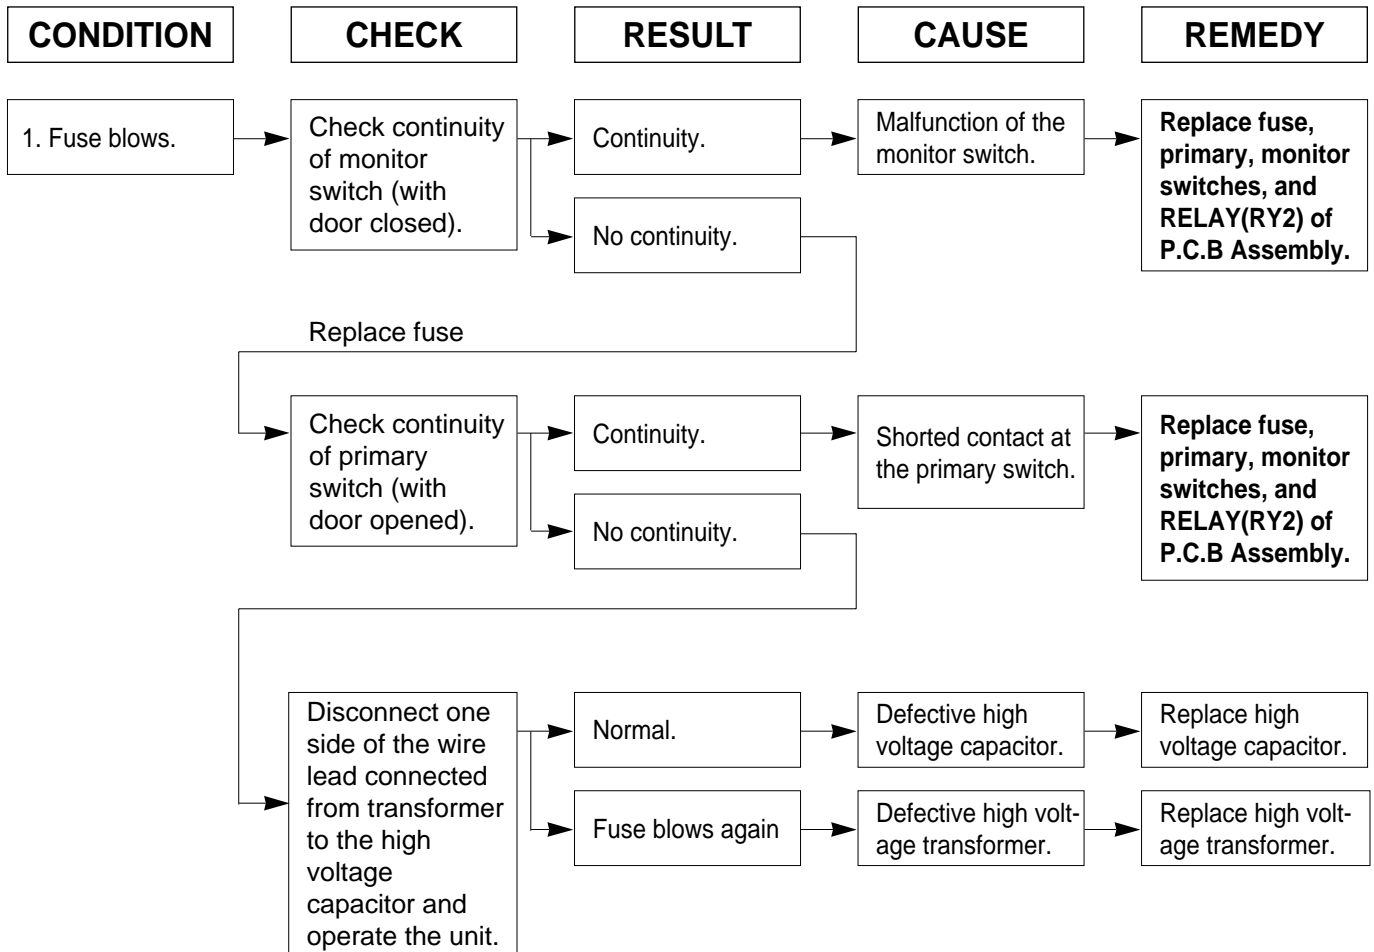 CONDITION
CHECK
RESULT
CAUSE
REMEDY
1. Fuse blows.
Check continuity
of monitor
switch (with
door closed).
Continuity.
Malfunction of the
monitor switch.
Replace fuse,
primary, monitor
switches, and
RELAY(RY2) of
P.C.B Assembly.
No continuity.
Replace fuse
Check continuity
of primary
switch (with
door opened).
Continuity.
Shorted contact at
the primary switch.
Replace fuse,
primary, monitor
switches, and
RELAY(RY2) of
P.C.B Assembly.
No continuity.
Disconnect one
side of the wire
lead connected
from transformer
to the high
voltage
capacitor and
operate the unit.
Normal.
Defective high
voltage capacitor.
Replace high
voltage capacitor.
Fuse blows again
Defective high volt-
age transformer.
Replace high volt-
age transformer.